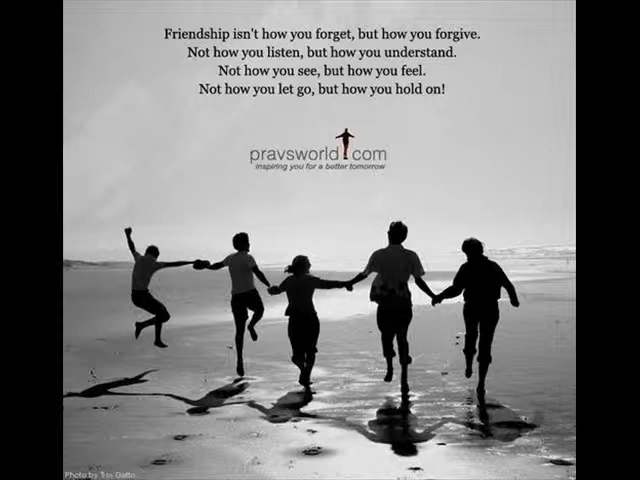 Friendship isn't how you forget, but how you forgive.
Not how you listen, but how you understand.
Not how you see, but how you feel.
Not how you let go, but how you hold on!
pravsworld.com
inspiring you for a better tomorrow
Photo by Tim Gatto